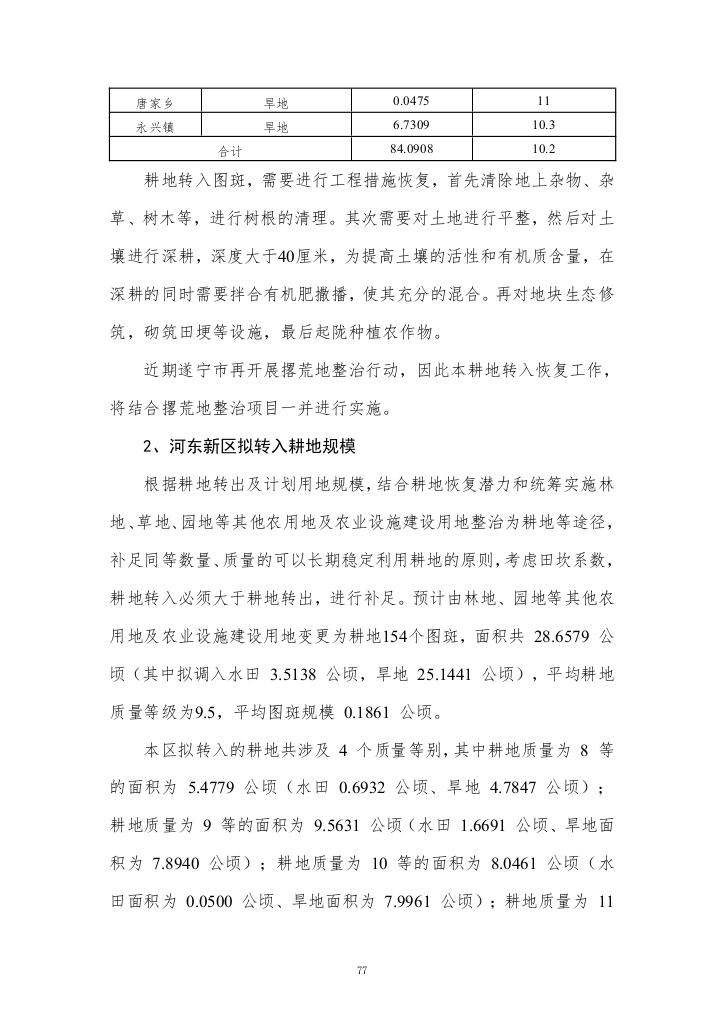 唐家乡 旱地 0.0475 11
永兴镇 旱地 6.7309 10.3
合计 84.0908 10.2
耕地转入图斑，需要进行工程措施恢复，首先清除地上杂物、杂
草、树木等，进行树根的清理。其次需要对土地进行平整，然后对土
壤进行深耕，深度大于40厘米，为提高土壤的活性和有机质含量，在
深耕的同时需要拌合有机肥撒播，使其充分的混合。再对地块生态修
筑，砌筑田埂等设施，最后起陇种植农作物。
近期遂宁市再开展撂荒地整治行动，因此本耕地转入恢复工作，
将结合撂荒地整治项目一并进行实施。
2、河东新区拟转入耕地规模
根据耕地转出及计划用地规模，结合耕地恢复潜力和统筹实施林
地、草地、园地等其他农用地及农业设施建设用地整治为耕地等途径，
补足同等数量、质量的可以长期稳定利用耕地的原则，考虑田坎系数，
耕地转入必须大于耕地转出，进行补足。预计由林地、园地等其他农
用地及农业设施建设用地变更为耕地154个图斑，面积共 28.6579 公
顷（其中拟调入水田 3.5138 公顷，旱地 25.1441 公顷），平均耕地
质量等级为9.5，平均图斑规模 0.1861 公顷。
本区拟转入的耕地共涉及 4 个质量等别，其中耕地质量为 8 等
的面积为 5.4779 公顷（水田 0.6932 公顷、旱地 4.7847 公顷）；
耕地质量为 9 等的面积为 9.5631 公顷（水田 1.6691 公顷、旱地面
积为 7.8940 公顷）；耕地质量为 10 等的面积为 8.0461 公顷（水
田面积为 0.0500 公顷、旱地面积为 7.9961 公顷）；耕地质量为 11
77